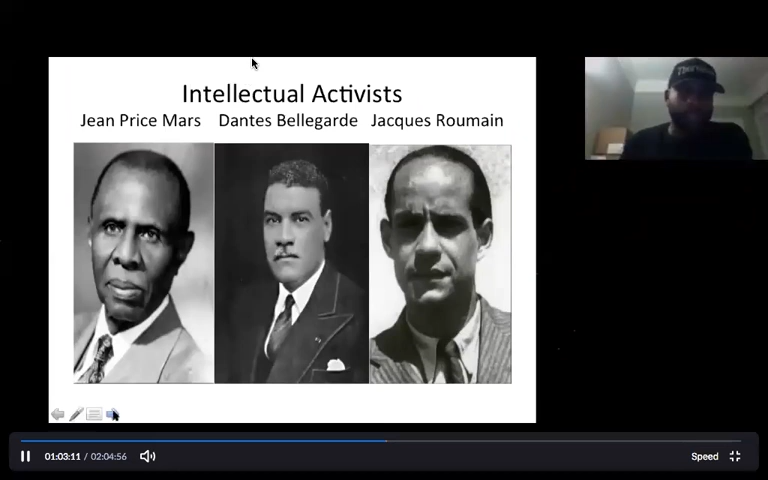 Intellectual Activists
Jean Price Mars Dantes Bellegarde Jacques Roumain
01:03:11 / 02:04:56 Speed